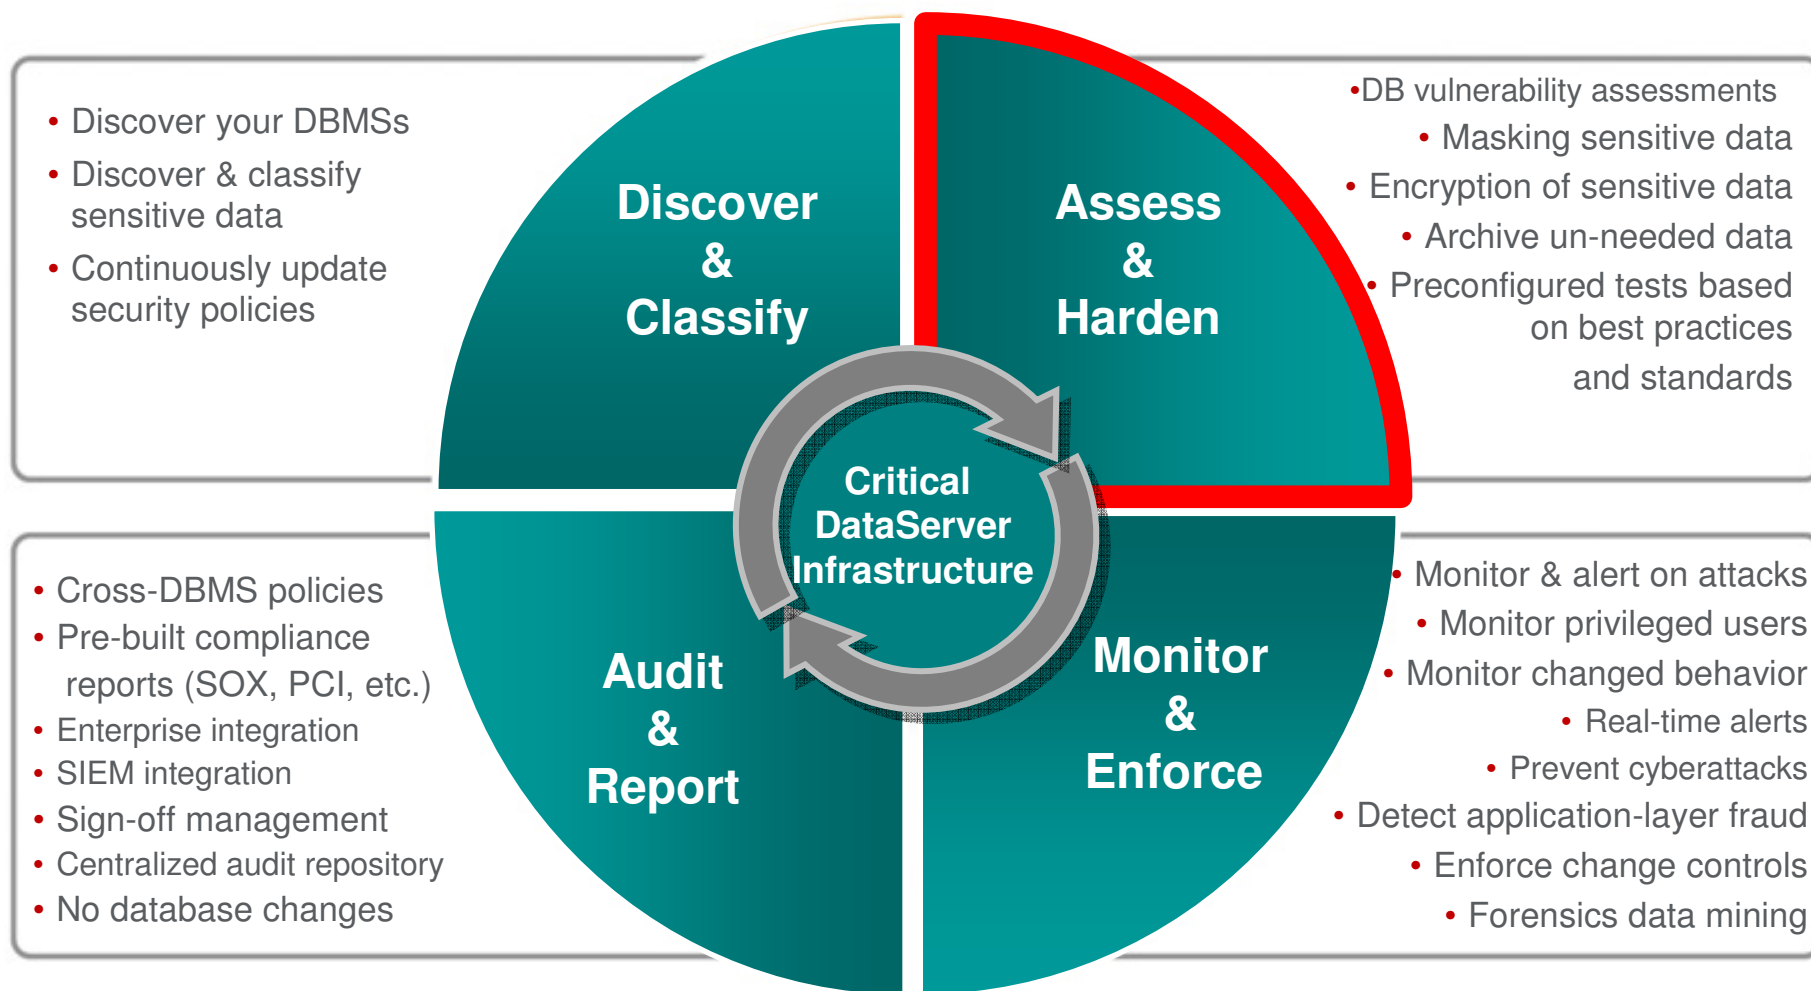 • Discover your DBMSs
• Discover & classify
sensitive data
• Continuously update
security policies
Discover
&
Classify
Assess
&
Harden
•DB vulnerability assessments
• Masking sensitive data
• Encryption of sensitive data
• Archive un-needed data
• Preconfigured tests based
on best practices
and standards
Critical
DataServer
Infrastructure
• Cross-DBMS policies
• Pre-built compliance
reports (SOX, PCI, etc.)
• Enterprise integration
• SIEM integration
• Sign-off management
• Centralized audit repository
• No database changes
Audit
&
Report
Monitor
&
Enforce
• Monitor & alert on attacks
• Monitor privileged users
• Monitor changed behavior
• Real-time alerts
• Prevent cyberattacks
• Detect application-layer fraud
• Enforce change controls
• Forensics data mining